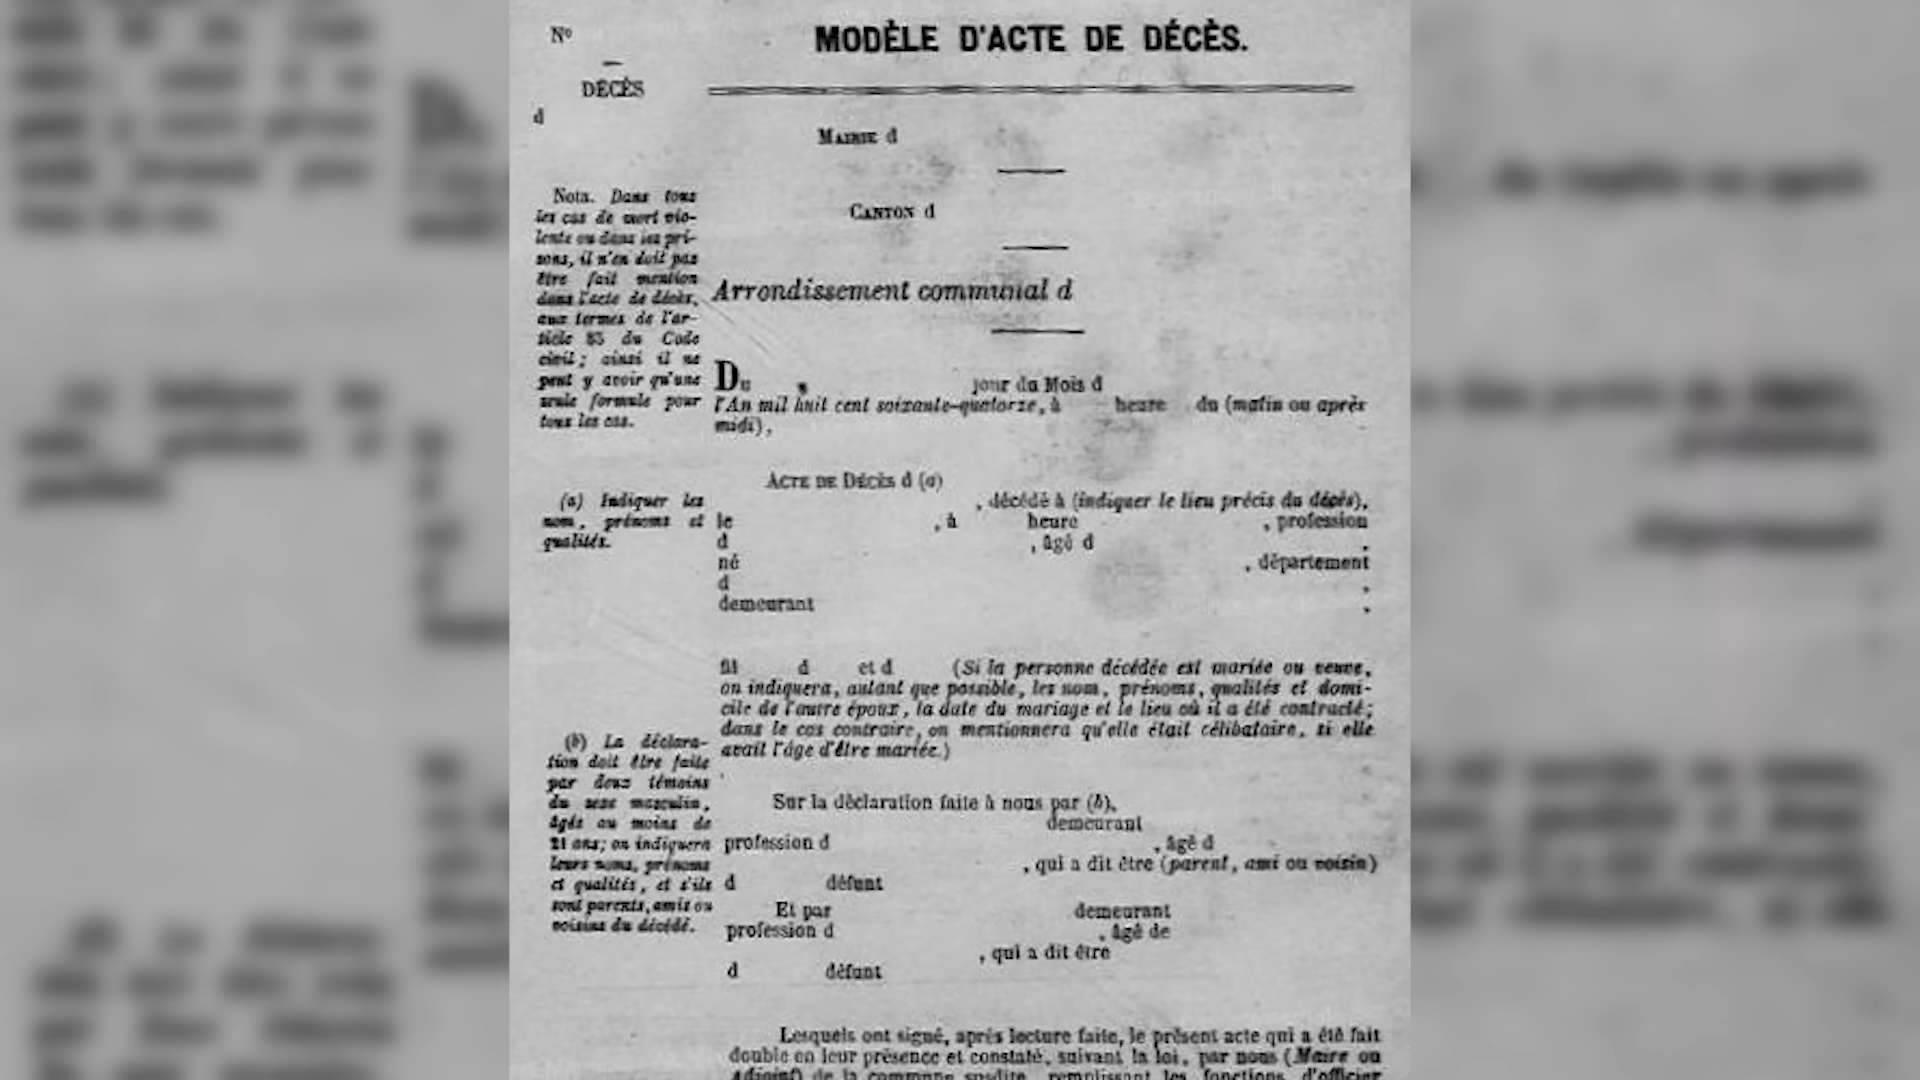 Nº
DÉCÈS
d
Nota. Dans tous
les cas de mort vio-
lente ou dans les pri-
sons, il n'en doit pas
être fait mention
dans l'acte de décès,
aux termes de l'ar-
ticle 85 du Code
civil; ainsi il ne
peut y avoir qu'une
seule formule pour
tous les cas.
(a) Indiquer les
nom, prénoms et
qualités.
(b) La déclara-
tion doit être faite
par deux témoins
du sexe masculin,
âgés au moins de
21 ans; on indiquera
leurs noms, prénoms
et qualités, et s'ils
sont parents, amis ou
voisins du décédé.
MODÈLE D'ACTE DE DÉCÈS.
MAIRIE d
CANTON d
Arrondissement communal d
Du , jour du Mois d
l'An mil huit cent soixante-quatorze, à heure du (matin ou après
midi),
ACTE DE DÉCÈS d (a)
, décédé à (indiquer le lieu précis du décès),
le , à heure , profession
d , âgé d ,
né , département
d ,
demeurant ,
fil d et d (Si la personne décédée est mariée ou veuve,
on indiquera, autant que possible, les nom, prénoms, qualités et domi-
cile de l'autre époux, la date du mariage et le lieu où il a été contracté;
dans le cas contraire, on mentionnera qu'elle était célibataire, si elle
avait l'âge d'être mariée.)
Sur la déclaration faite à nous par (b),
demeurant
profession d , âgé d
, qui a dit être (parent, ami ou voisin)
d défunt
Et par demeurant
profession d , âgé de
, qui a dit être
d défunt
Lesquels ont signé, après lecture faite, le présent acte qui a été fait
double en leur présence et constaté, suivant la loi, par nous (Maire ou
Adjoint) de la commune susdite, remplissant les fonctions d'officier